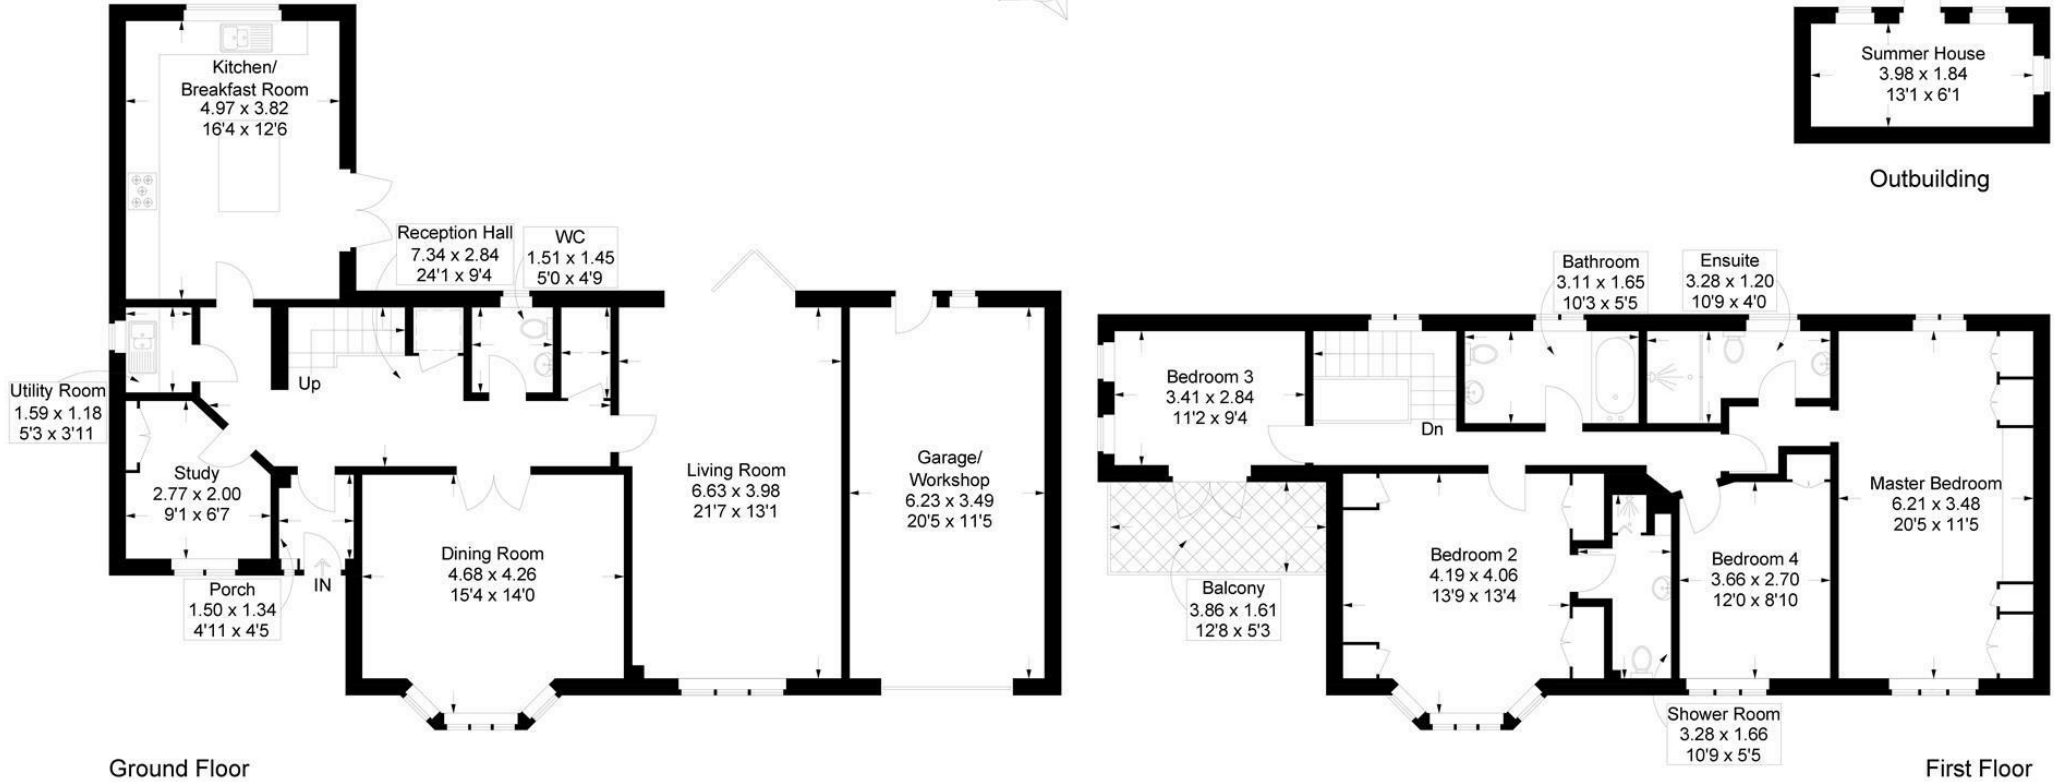 Kitchen/
Breakfast Room
4.97 x 3.82
16'4 x 12'6
Reception Hall
7.34 x 2.84
24'1 x 9'4
WC
1.51 x 1.45
5'0 x 4'9
Up
Utility Room
1.59 x 1.18
5'3 x 3'11
Study
2.77 x 2.00
9'1 x 6'7
Living Room
6.63 x 3.98
21'7 x 13'1
Garage/
Workshop
6.23 x 3.49
20'5 x 11'5
Dining Room
4.68 x 4.26
15'4 x 14'0
IN
Porch
1.50 x 1.34
4'11 x 4'5
Ground Floor
Summer House
3.98 x 1.84
13'1 x 6'1
Outbuilding
Bathroom
3.11 x 1.65
10'3 x 5'5
Ensuite
3.28 x 1.20
10'9 x 4'0
Bedroom 3
3.41 x 2.84
11'2 x 9'4
Dn
Master Bedroom
6.21 x 3.48
20'5 x 11'5
Bedroom 2
4.19 x 4.06
13'9 x 13'4
Bedroom 4
3.66 x 2.70
12'0 x 8'10
Balcony
3.86 x 1.61
12'8 x 5'3
Shower Room
3.28 x 1.66
10'9 x 5'5
First Floor